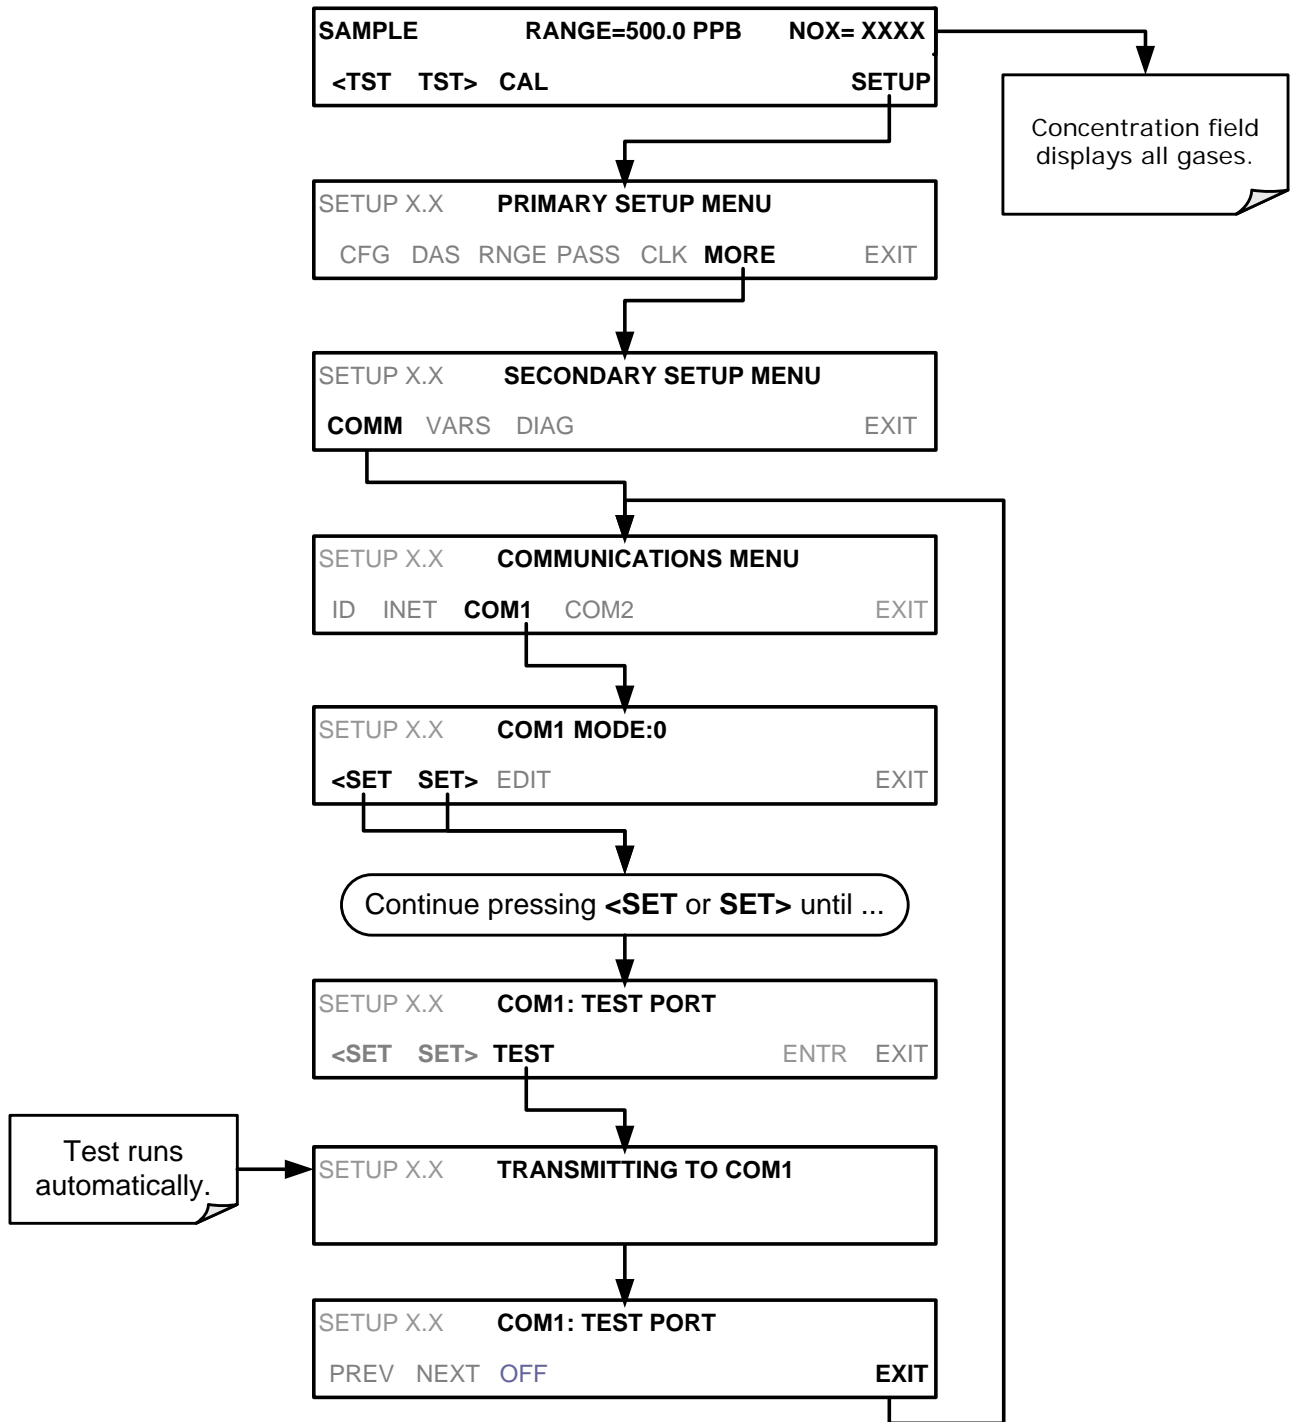 SAMPLE RANGE=500.0 PPB NOX= XXXX
<TST TST> CAL SETUP
Concentration field
displays all gases.
SETUP X.X PRIMARY SETUP MENU
CFG DAS RNGE PASS CLK MORE EXIT
SETUP X.X SECONDARY SETUP MENU
COMM VARS DIAG EXIT
SETUP X.X COMMUNICATIONS MENU
ID INET COM1 COM2 EXIT
SETUP X.X COM1 MODE:0
<SET SET> EDIT EXIT
Continue pressing <SET or SET> until ...
SETUP X.X COM1: TEST PORT
<SET SET> TEST ENTR EXIT
Test runs
automatically.
SETUP X.X TRANSMITTING TO COM1
SETUP X.X COM1: TEST PORT
PREV NEXT OFF EXIT